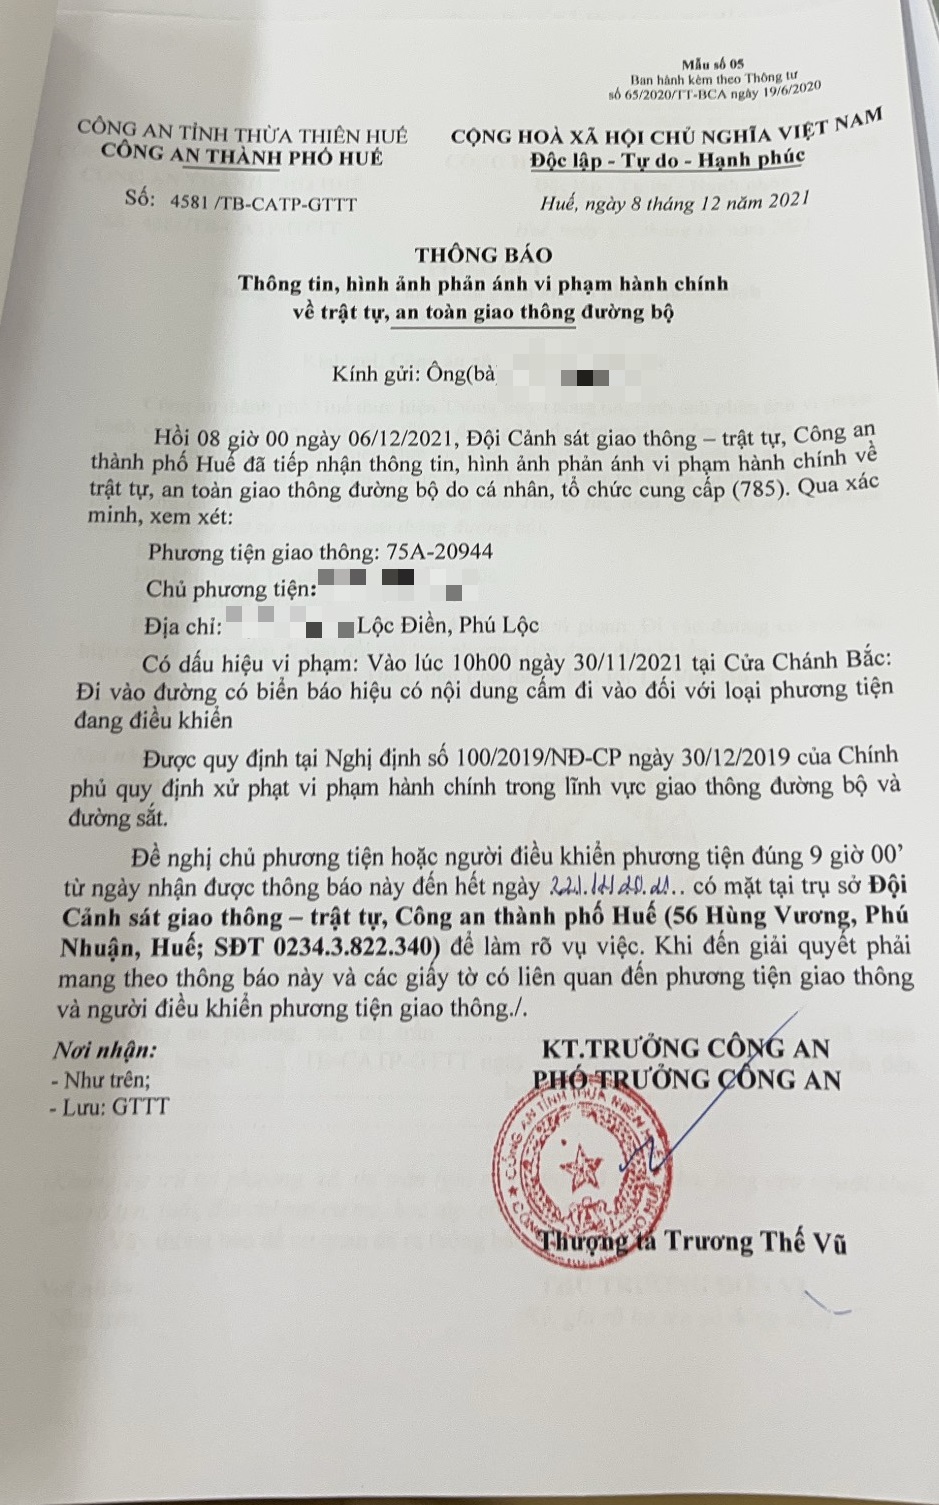 Mẫu số 05
Ban hành kèm theo Thông tư
số 65/2020/TT-BCA ngày 19/6/2020
CÔNG AN TỈNH THỪA THIÊN HUẾ
CÔNG AN THÀNH PHỐ HUẾ
Số: 4581 /TB-CATP-GTTT
CỘNG HOÀ XÃ HỘI CHỦ NGHĨA VIỆT NAM
Độc lập - Tự do - Hạnh phúc
Huế, ngày 8 tháng 12 năm 2021
THÔNG BÁO
Thông tin, hình ảnh phản ánh vi phạm hành chính
về trật tự, an toàn giao thông đường bộ
Kính gửi: Ông(bà
Hồi 08 giờ 00 ngày 06/12/2021, Đội Cảnh sát giao thông – trật tự, Công an
thành phố Huế đã tiếp nhận thông tin, hình ảnh phản ánh vi phạm hành chính về
trật tự, an toàn giao thông đường bộ do cá nhân, tổ chức cung cấp (785). Qua xác
minh, xem xét:
Phương tiện giao thông: 75A-20944
Chủ phương tiện:
Địa chỉ: Lộc Điền, Phú Lộc
Có dấu hiệu vi phạm: Vào lúc 10h00 ngày 30/11/2021 tại Cửa Chánh Bắc:
Đi vào đường có biển báo hiệu có nội dung cấm đi vào đối với loại phương tiện
đang điều khiển
Được quy định tại Nghị định số 100/2019/NĐ-CP ngày 30/12/2019 của Chính
phủ quy định xử phạt vi phạm hành chính trong lĩnh vực giao thông đường bộ và
đường sắt.
Đề nghị chủ phương tiện hoặc người điều khiển phương tiện đúng 9 giờ 00’
từ ngày nhận được thông báo này đến hết ngày có mặt tại trụ sở Đội
Cảnh sát giao thông – trật tự, Công an thành phố Huế (56 Hùng Vương, Phú
Nhuận, Huế; SĐT 0234.3.822.340) để làm rõ vụ việc. Khi đến giải quyết phải
mang theo thông báo này và các giấy tờ có liên quan đến phương tiện giao thông
và người điều khiển phương tiện giao thông./.
Nơi nhận:
- Như trên;
- Lưu: GTTT
KT.TRƯỞNG CÔNG AN
PHÓ TRƯỞNG CÔNG AN
CÔNG AN TỈNH THỪA THIÊN
Thượng tá Trương Thế Vũ